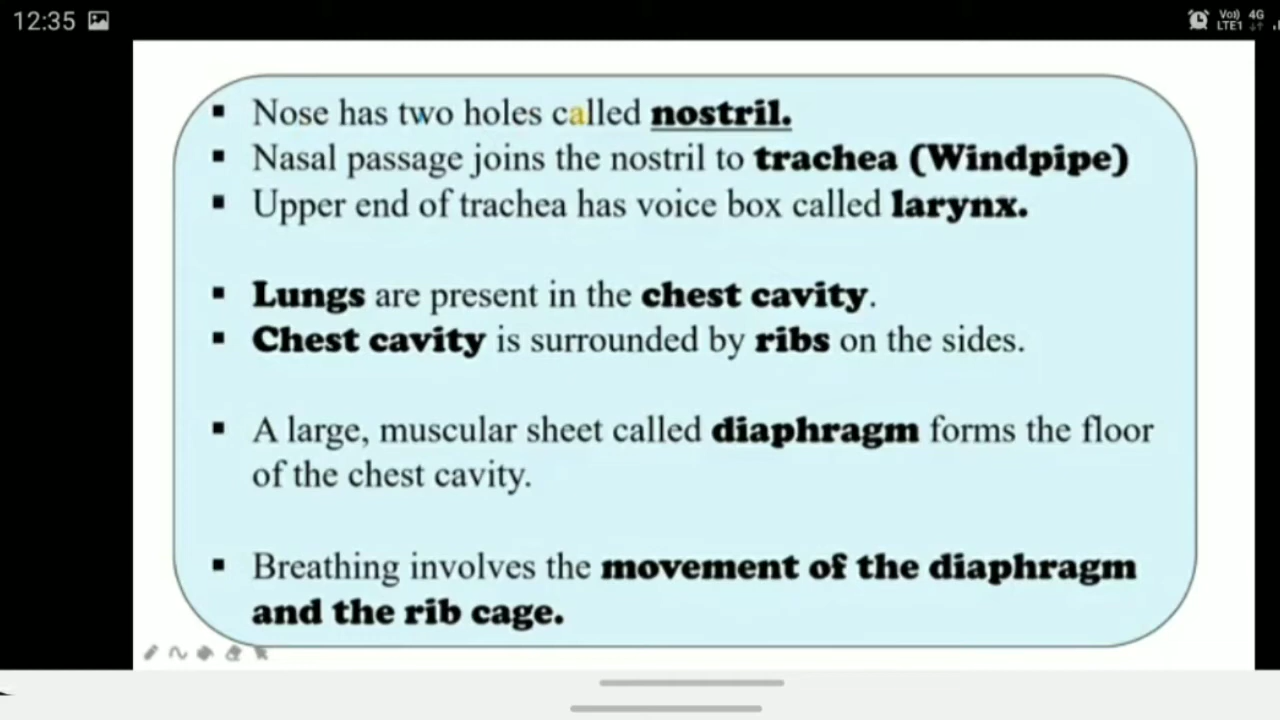 12:35
Vo)) 4G
LTE1
▪ Nose has two holes called nostril.
▪ Nasal passage joins the nostril to trachea (Windpipe)
▪ Upper end of trachea has voice box called larynx.
▪ Lungs are present in the chest cavity.
▪ Chest cavity is surrounded by ribs on the sides.
▪ A large, muscular sheet called diaphragm forms the floor
of the chest cavity.
▪ Breathing involves the movement of the diaphragm
and the rib cage.